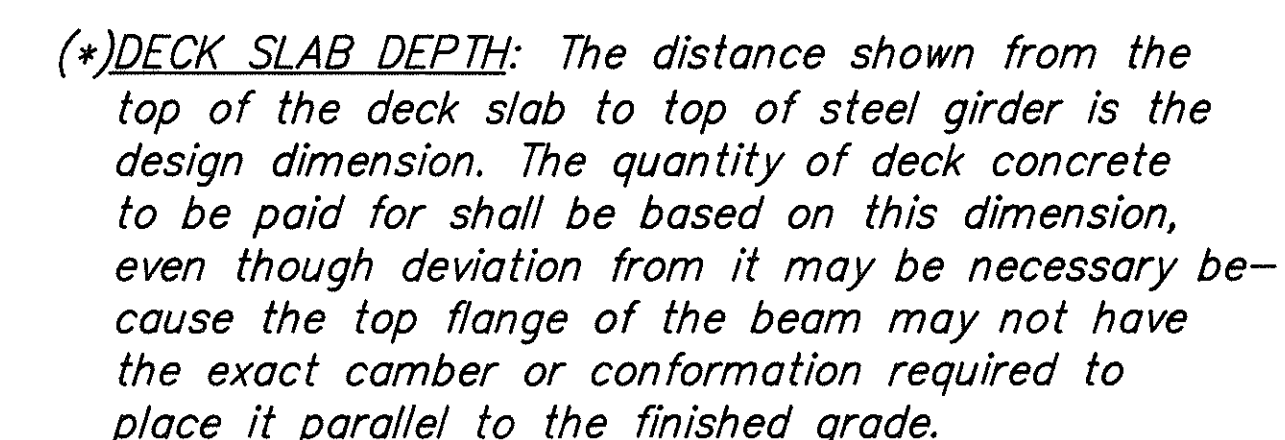 (*)DECK SLAB DEPTH: The distance shown from the
top of the deck slab to top of steel girder is the
design dimension. The quantity of deck concrete
to be paid for shall be based on this dimension,
even though deviation from it may be necessary be-
cause the top flange of the beam may not have
the exact camber or conformation required to
place it parallel to the finished grade.